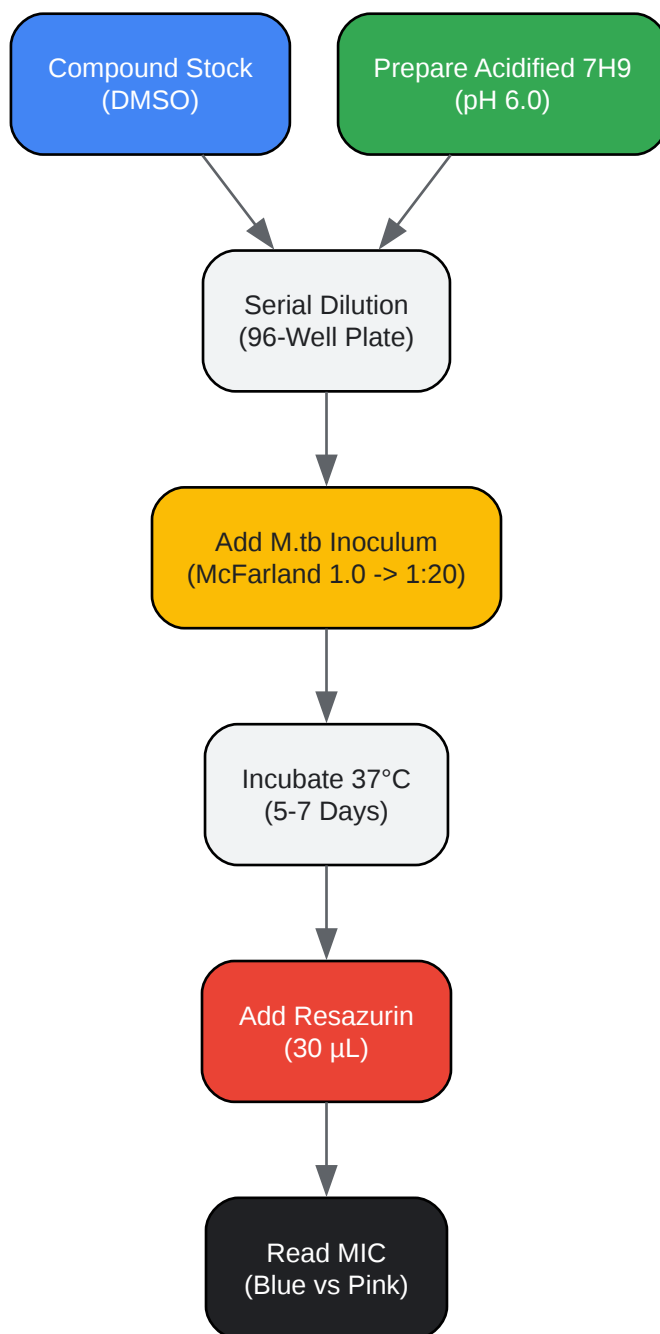 Compound Stock
(DMSO)
Prepare Acidified 7H9
(pH 6.0)
Serial Dilution
(96-Well Plate)
Add M.tb Inoculum
(McFarland 1.0 -> 1:20)
Incubate 37°C
(5-7 Days)
Add Resazurin
(30 µL)
Read MIC
(Blue vs Pink)